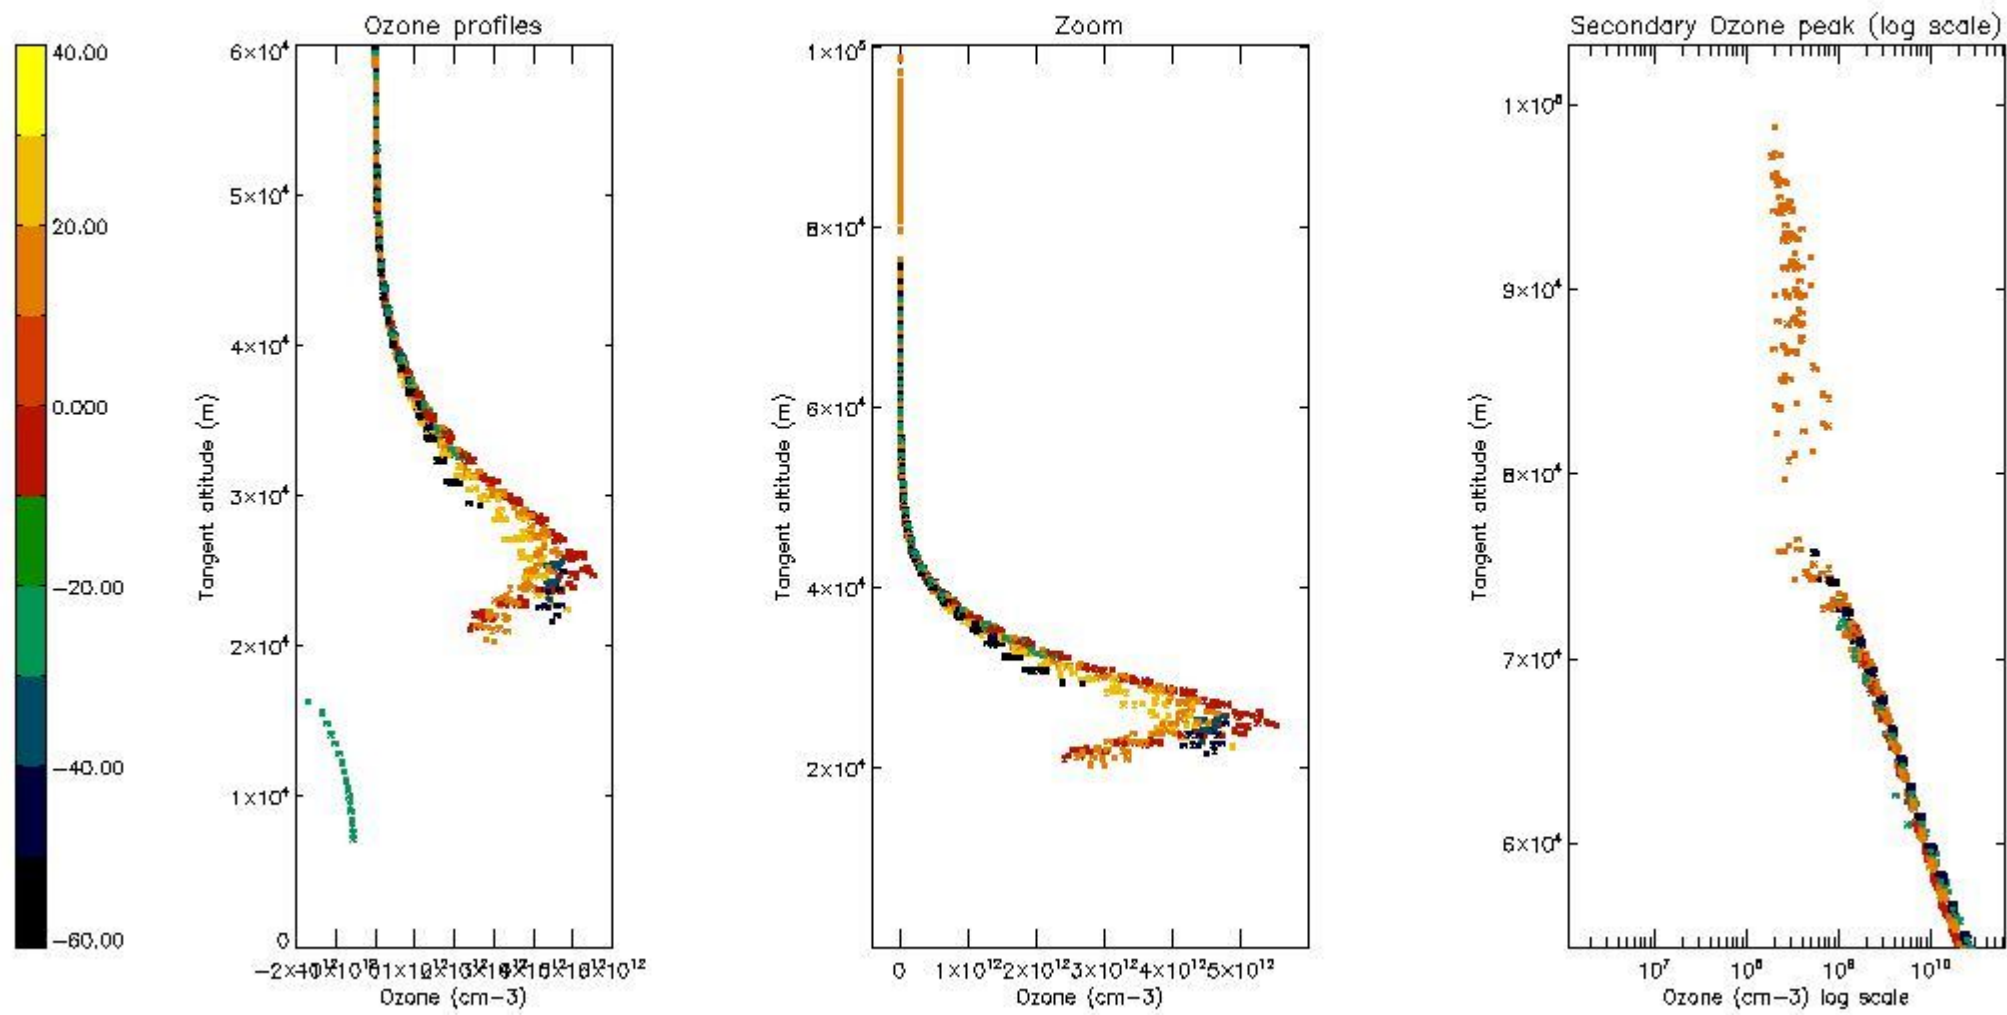 Ozone profiles
Zoom
Secondary Ozone peak (log scale)
40.00
20.00
0.000
−20.00
−40.00
−60.00
6×10⁴
5×10⁴
4×10⁴
3×10⁴
2×10⁴
1×10⁴
0
Tangent altitude (m)
Ozone (cm−3)
1×10⁵
8×10⁴
6×10⁴
4×10⁴
2×10⁴
Tangent altitude (m)
0 1×10¹² 2×10¹² 3×10¹² 4×10¹² 5×10¹²
Ozone (cm−3)
9×10⁴
8×10⁴
7×10⁴
6×10⁴
Tangent altitude (m)
10⁷ 10⁸ 10⁹ 10¹⁰
Ozone (cm−3) log scale